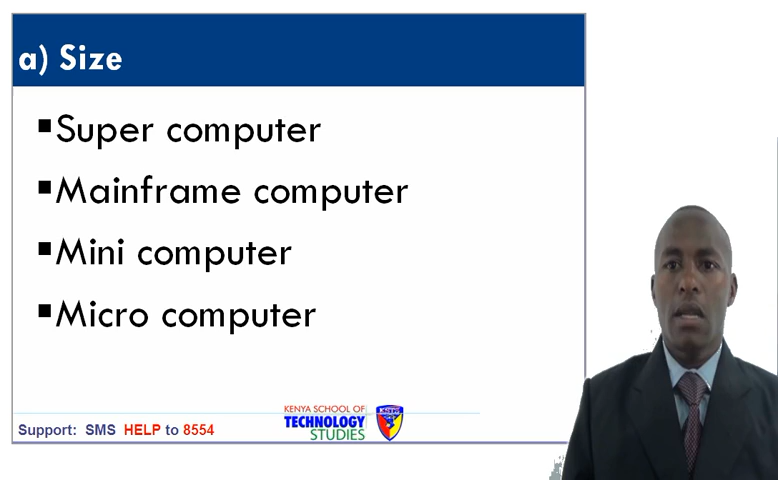 a) Size
▪Super computer
▪Mainframe computer
▪Mini computer
▪Micro computer
KENYA SCHOOL OF
TECHNOLOGY
STUDIES
Support: SMS HELP to 8554